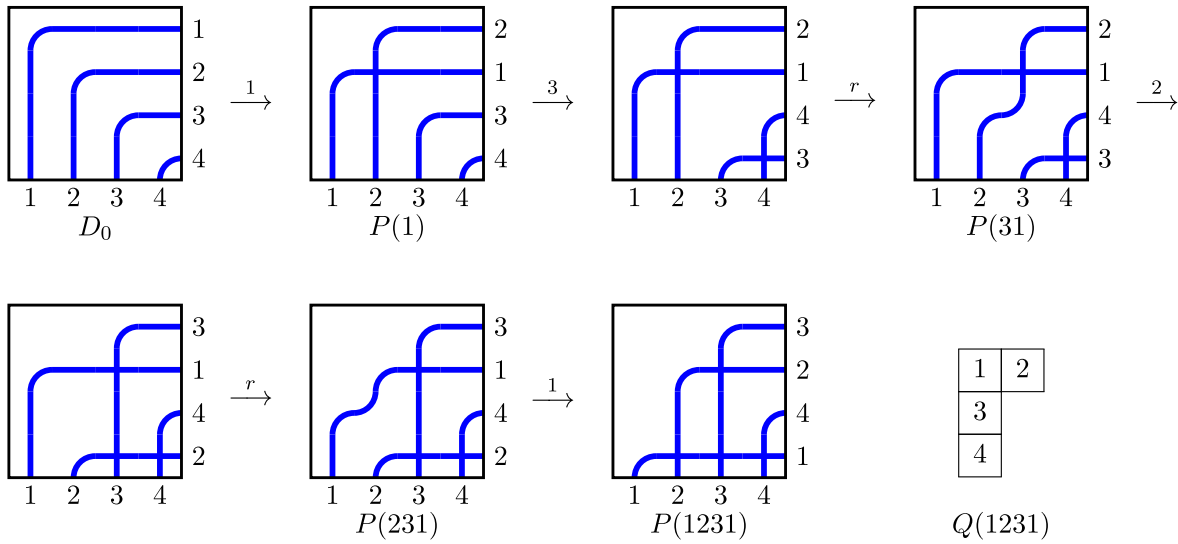 1 2 2 2
2 1 1 1
1 3 r 2
3 3 4 4
4 4 3 3
1 2 3 4 1 2 3 4 1 2 3 4 1 2 3 4
D₀ P(1) P(31)
3 3 3
1 1 2 1 2
r 1
4 4 4 3
2 2 1 4
1 2 3 4 1 2 3 4 1 2 3 4
P(231) P(1231) Q(1231)